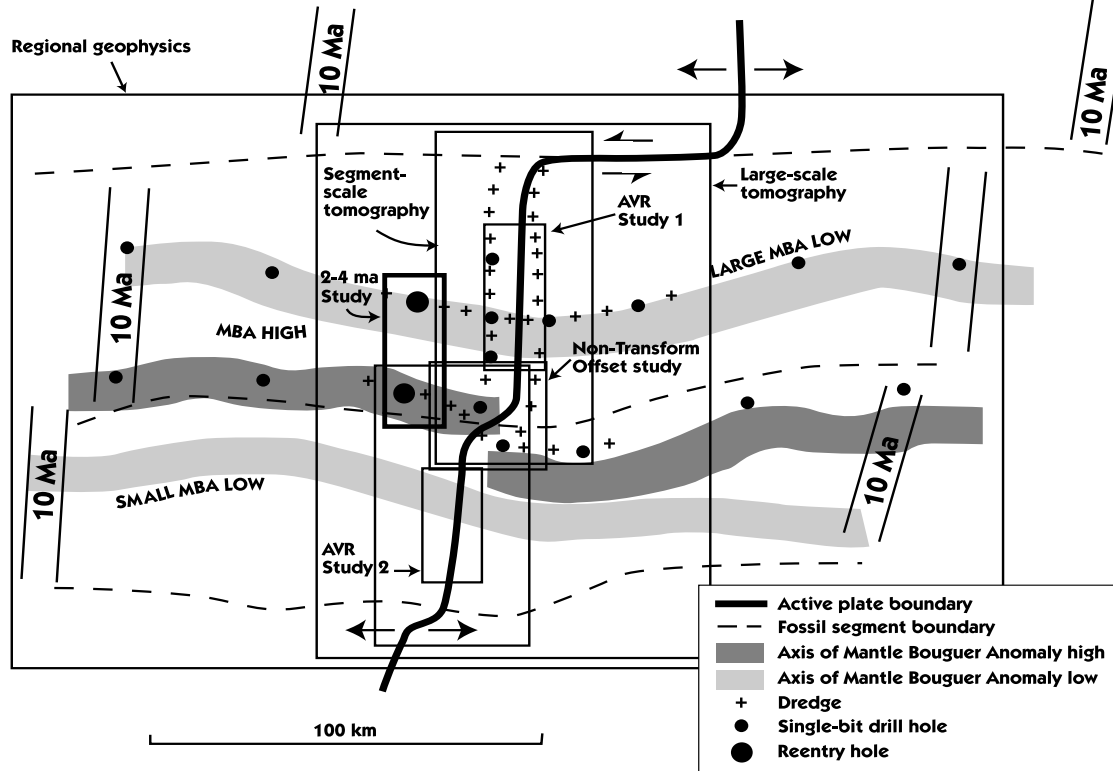 Regional geophysics
10 Ma
10 Ma
Segment-
scale
tomography
AVR
Study 1
Large-scale
tomography
LARGE MBA LOW
2-4 ma
Study
10 Ma
MBA HIGH
Non-Transform
Offset study
10 Ma
10 Ma
SMALL MBA LOW
AVR
Study 2
Active plate boundary
Fossil segment boundary
Axis of Mantle Bouguer Anomaly high
Axis of Mantle Bouguer Anomaly low
Dredge
Single-bit drill hole
Reentry hole
100 km